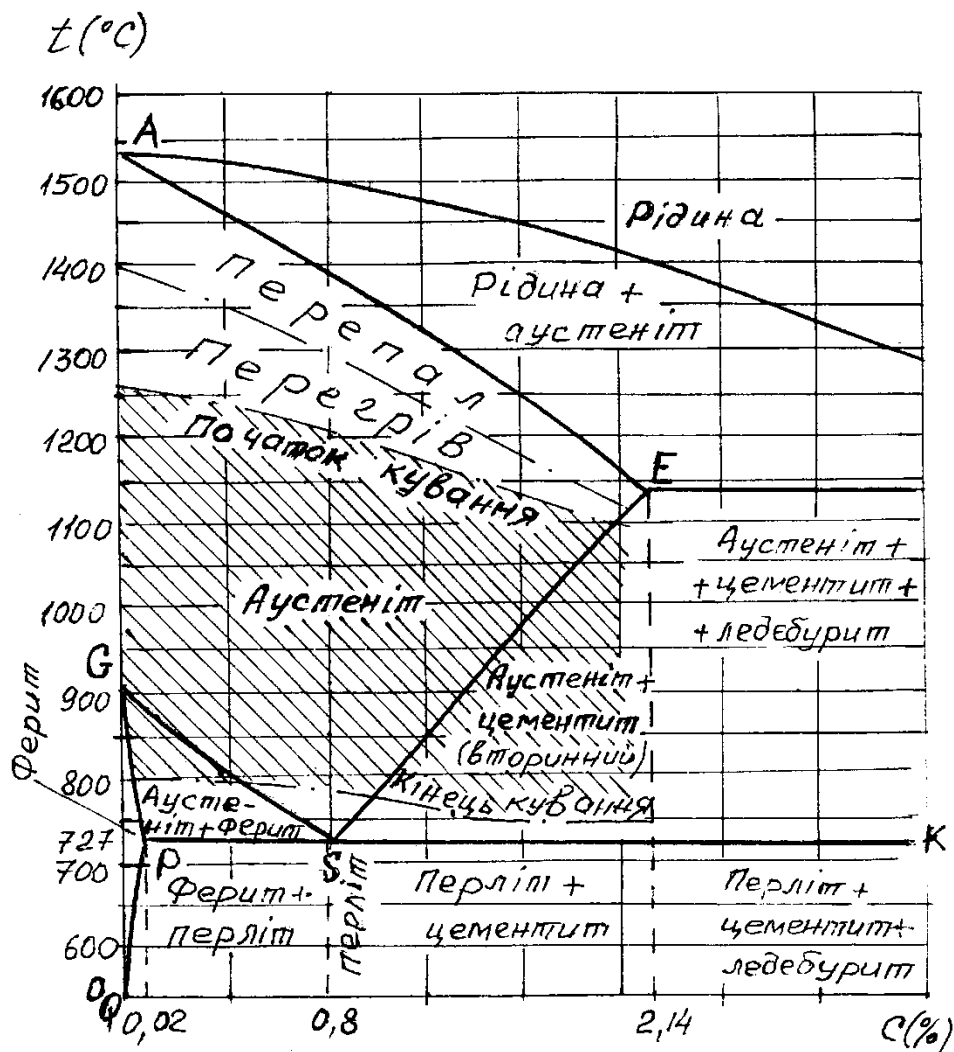 t(°C)
1600
A
1500
Рідина
1400
Перепал
Рідина +
аустеніт
1300
Перегрів
1200
Початок кування
E
1100
Аустеніт +
+цементит+
+ледебурит
Аустеніт
1000
G
900
Аустеніт+
цементит
(вторинний)
Ферит
800
Кінець кування
Аусте-
ніт+Ферит
727
P
S
K
700
Ферит+
перліт
перліт
Перліт +
цементит
Перліт+
цементит+
ледебурит
600
0
Q
0,02
0,8
2,14
C(%)